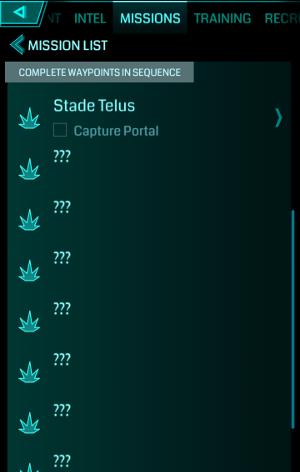 NT INTEL MISSIONS TRAINING RECR
MISSION LIST
COMPLETE WAYPOINTS IN SEQUENCE
Stade Telus
Capture Portal
???
???
???
???
???
???
???